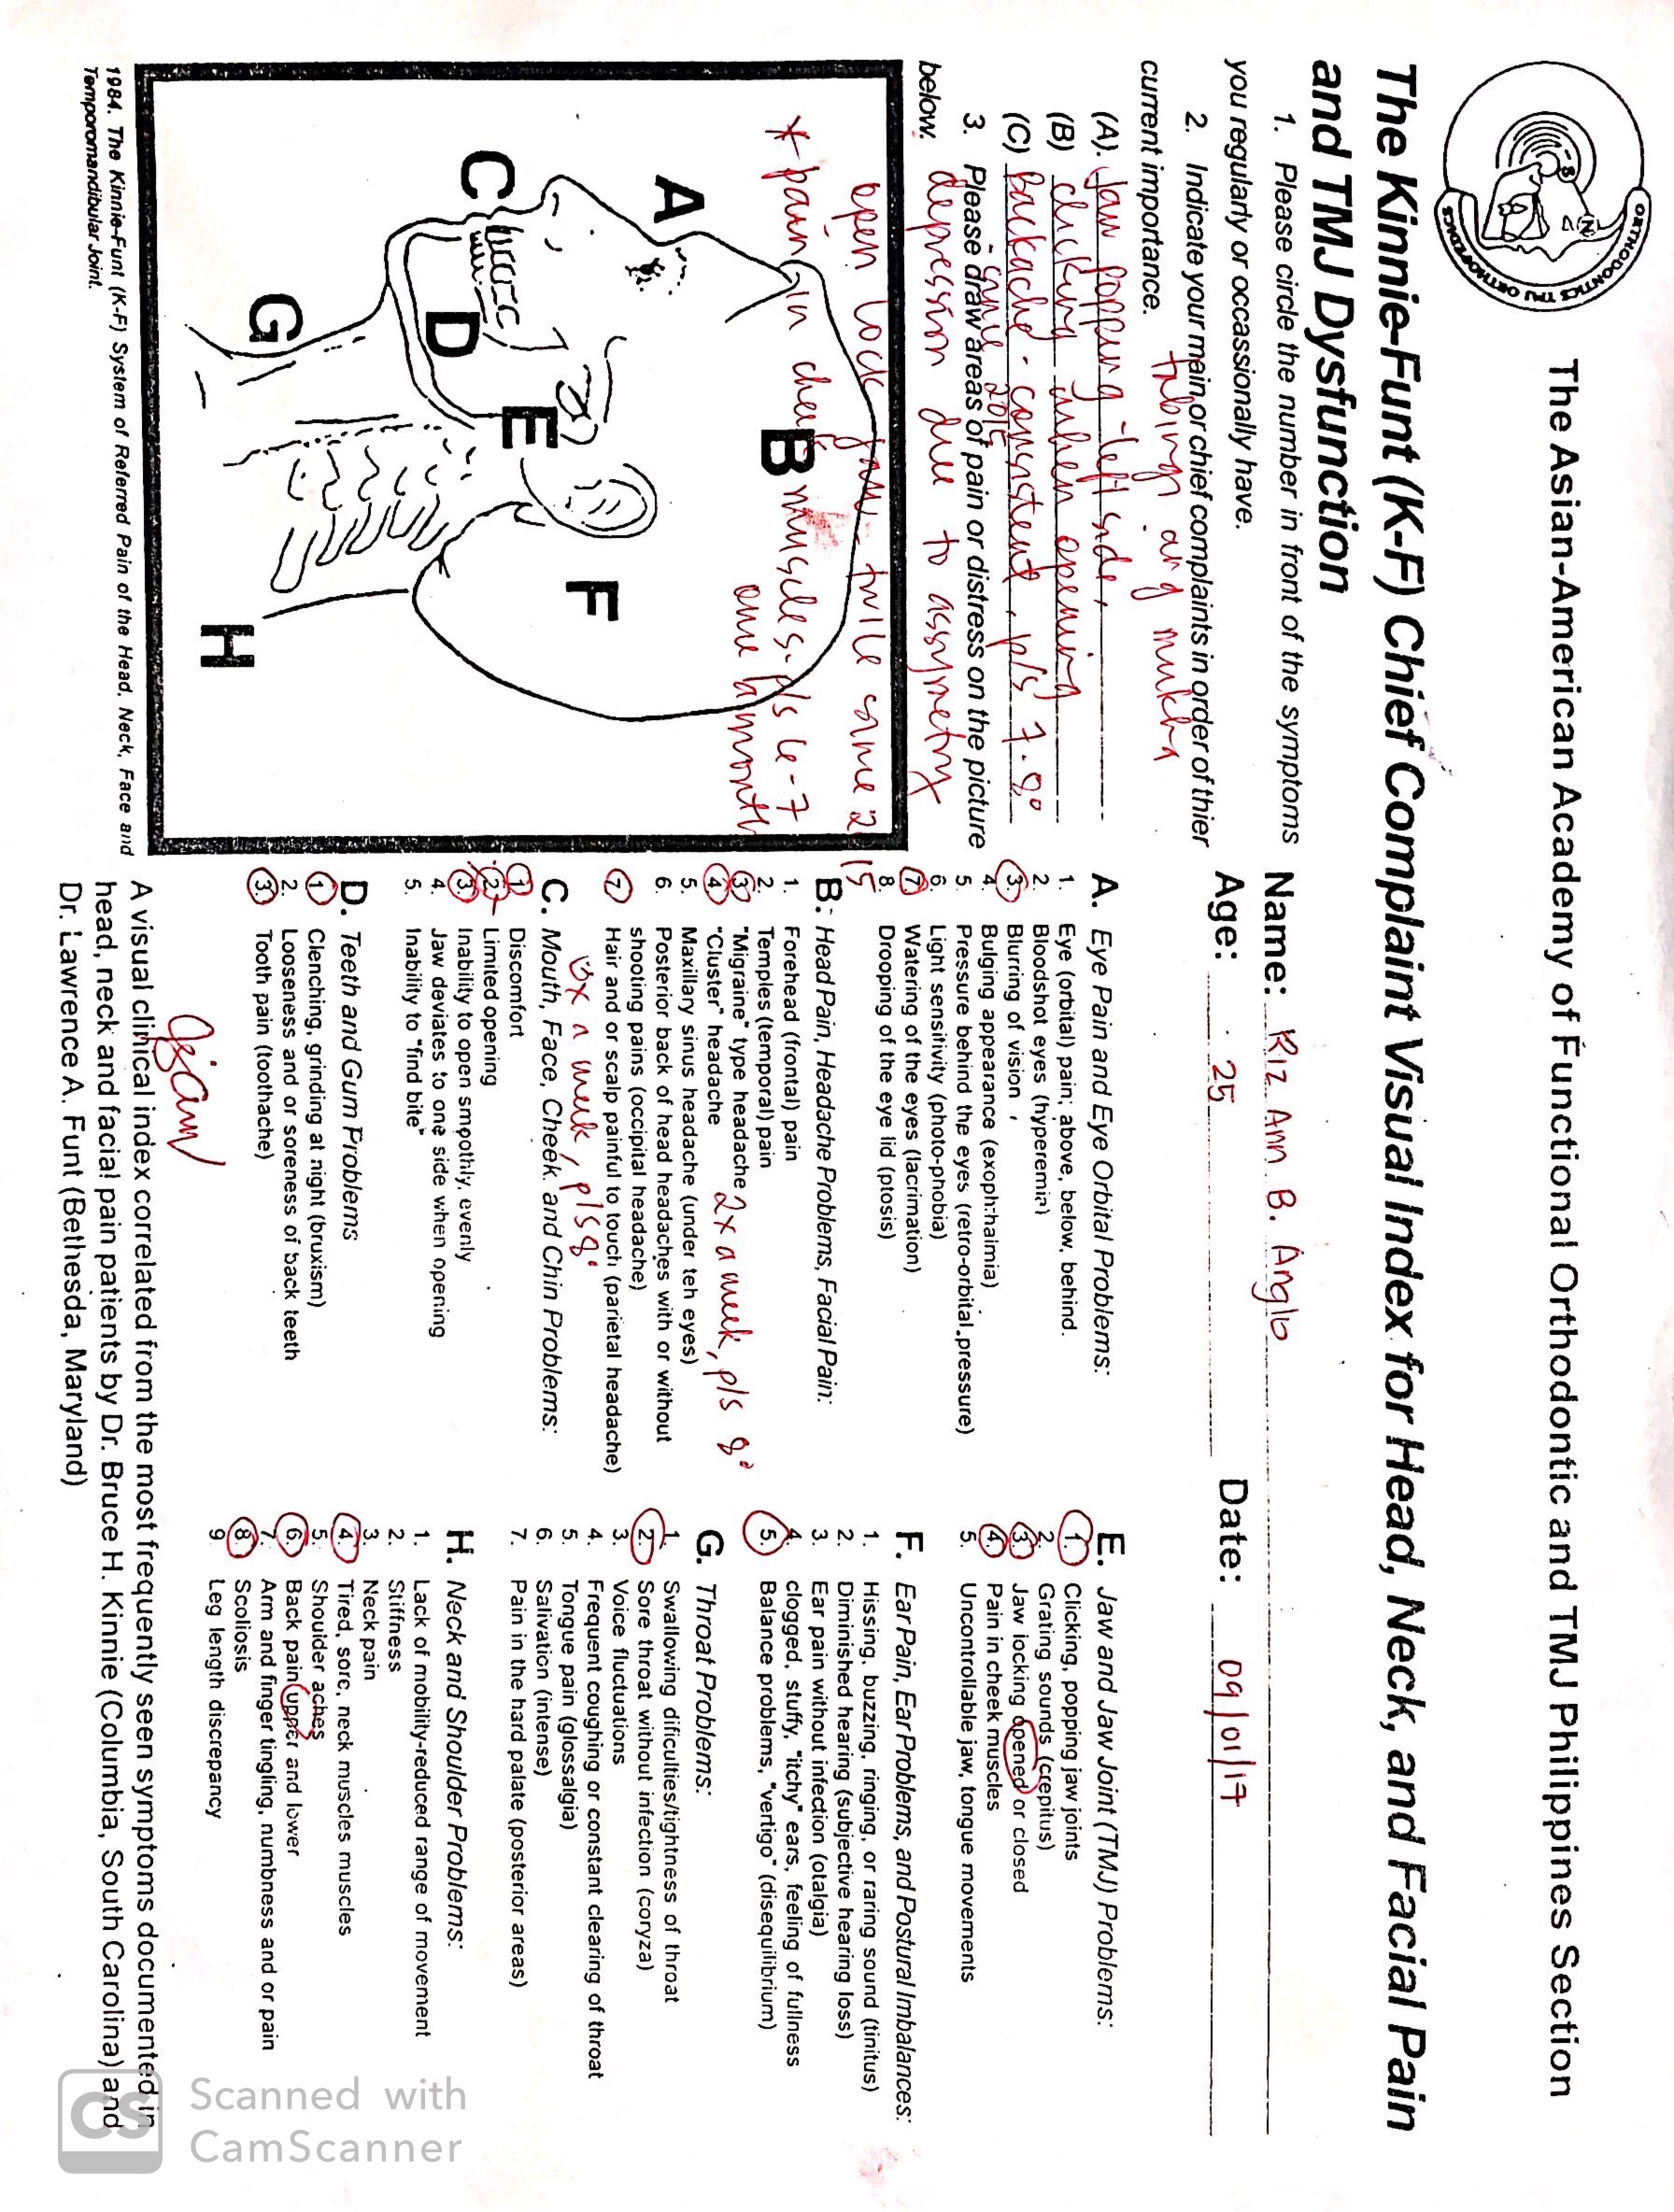 The Asian-American Academy of Functional Orthodontic and TMJ Philippines Section
ORTHODONTICS TMJ ORTHOPEDICS
The Kinnie-Funt (K-F) Chief Complaint Visual Index for Head, Neck, and Facial Pain
and TMJ Dysfunction
1. Please circle the number in front of the symptoms
you regularly or occassionally have.
2. Indicate your main or chief complaints in order of thier
current importance.
tabingi ang mukha
(A). Jaw popping - left side,
(B) clicking when opening
(C) backache - consistent, p/s 7-8°
- since 2015
3. Please draw areas of pain or distress on the picture
below.
depression due to assymetry
open lock jaw - twice since 2015
* pain in cheek muscles - p/s 6-7
once a month
A
B
C
D
E
F
G
H
1984. The Kinnie-Funt (K-F) System of Referred Pain of the Head, Neck, Face and
Temporomandibular Joint.
Name: Riz Ann B. Anglo
Age: 25
Date: 09/01/17
A. Eye Pain and Eye Orbital Problems:
1. Eye (orbital) pain; above, below, behind.
2 Bloodshot eyes (hyperemia)
3. Blurring of vision
4. Bulging appearance (exophthalmia)
5. Pressure behind the eyes (retro-orbital pressure)
6. Light sensitivity (photo-phobia)
7. Watering of the eyes (lacrimation)
8. Drooping of the eye lid (ptosis)
B: Head Pain, Headache Problems, Facial Pain:
1. Forehead (frontal) pain
2. Temples (temporal) pain
3. "Migraine" type headache 2x a week, p/s 8°
4. "Cluster" headache
5. Maxillary sinus headache (under teh eyes)
6. Posterior back of head headaches with or without
shooting pains (occipital headache)
7 Hair and or scalp painful to touch (parietal headache)
3x a week, p/s 8°
C. Mouth, Face, Cheek. and Chin Problems:
1. Discomfort
2. Limited opening
3. Inability to open smpothly, evenly
4. Jaw deviates to one side when opening
5. Inability to "find bite"
D. Teeth and Gum Problems:
1 Clenching, grinding at night (bruxism)
2. Looseness and or soreness of back teeth
3. Tooth pain (toothache)
E. Jaw and Jaw Joint (TMJ) Problems:
1. Clicking, popping jaw joints
2. Grating sounds (crepitus)
3. Jaw locking opened or closed
4. Pain in cheek muscles
5. Uncontrollable jaw, tongue movements
F. Ear Pain, Ear Problems, and Postural Imbalances:
1. Hissing, buzzing, ringing, or raring sound (tinitus)
2. Diminished hearing (subjective hearing loss)
3. Ear pain without infection (otalgia)
4. clogged, stuffy, "itchy" ears, feeling of fullness
5. Balance problems, "vertigo" (disequilibrium)
G. Throat Problems:
1. Swallowing dificulties/tightness of throat
2. Sore throat without infection (coryza)
3. Voice fluctuations
4. Frequent coughing or constant clearing of throat
5. Tongue pain (glossalgia)
6. Salivation (intense)
7. Pain in the hard palate (posterior areas)
H. Neck and Shoulder Problems:
1. Lack of mobility-reduced range of movement
2. Stiffness
3. Neck pain
4. Tired, sore, neck muscles muscles
5. Shoulder aches
6. Back pain upper and lower
7. Arm and finger tingling, numbness and or pain
8. Scoliosis
9. Leg length discrepancy
A visual clinical index correlated from the most frequently seen symptoms documented in
head, neck and facial pain patients by Dr. Bruce H. Kinnie (Columbia, South Carolina) and
Dr. Lawrence A. Funt (Bethesda, Maryland)
CS Scanned with
CamScanner